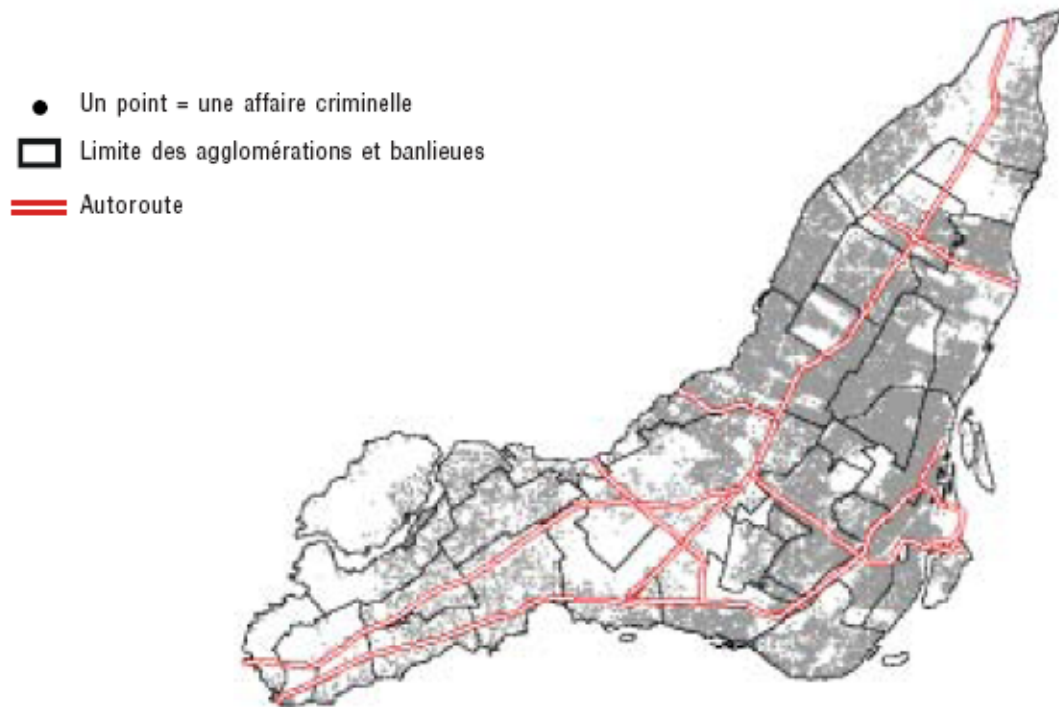 Un point = une affaire criminelle
Limite des agglomérations et banlieues
Autoroute